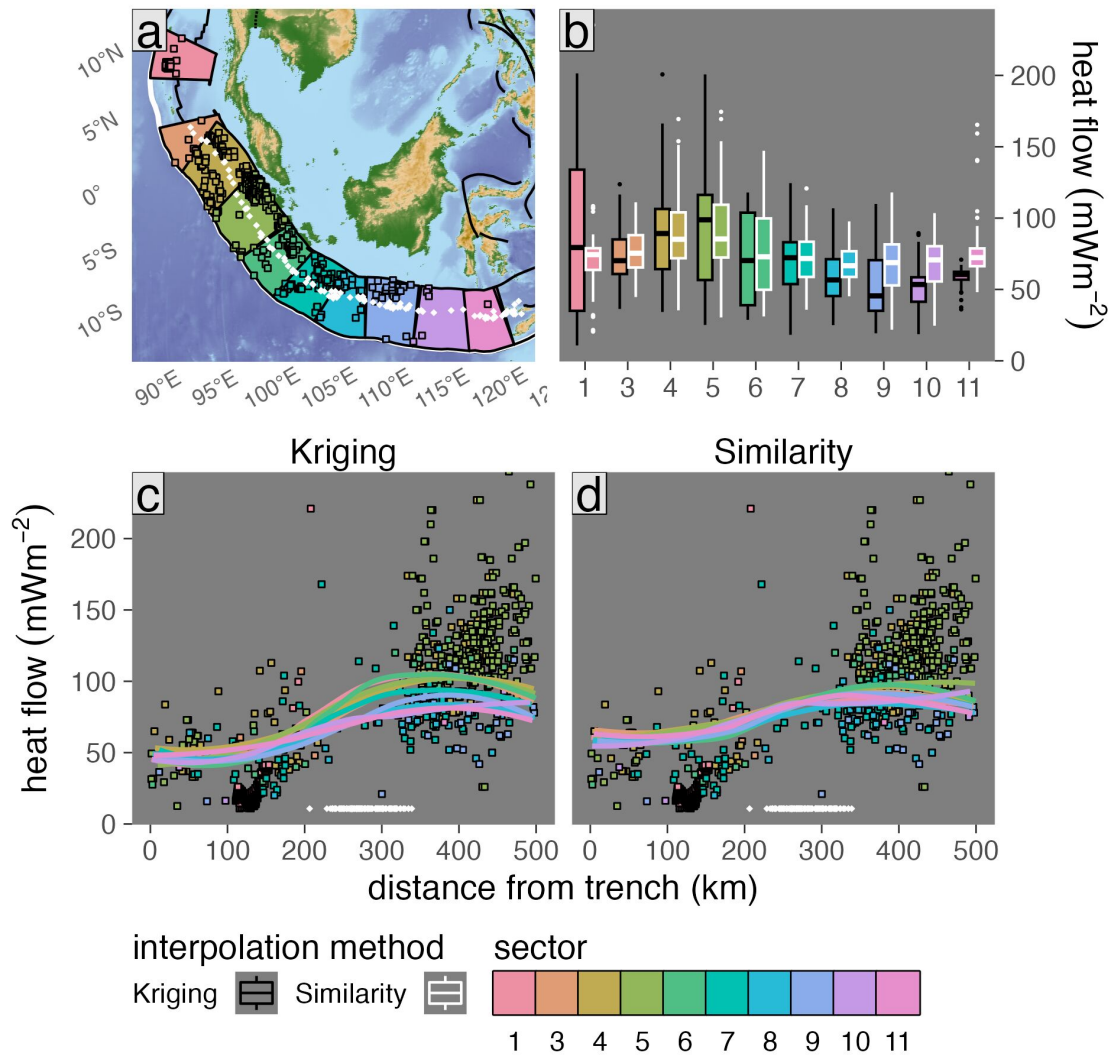 a
10°N
5°N
0°
5°S
10°S
90°E 95°E 100°E 105°E 110°E 115°E 120°E 12
b
200
150
100
50
0
heat flow (mWm⁻²)
1 3 4 5 6 7 8 9 10 11
Kriging
Similarity
c
d
heat flow (mWm⁻²)
200
150
100
50
0
0 100 200 300 400 500
0 100 200 300 400 500
distance from trench (km)
interpolation method
Kriging Similarity
sector
1 3 4 5 6 7 8 9 10 11